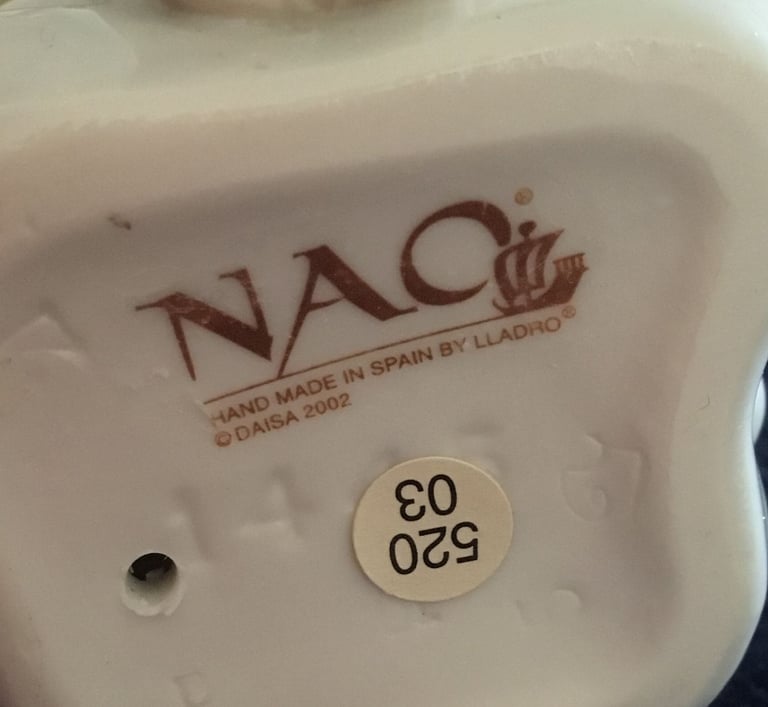 NAO®
HAND MADE IN SPAIN BY LLADRO®
© DAISA 2002
520
03